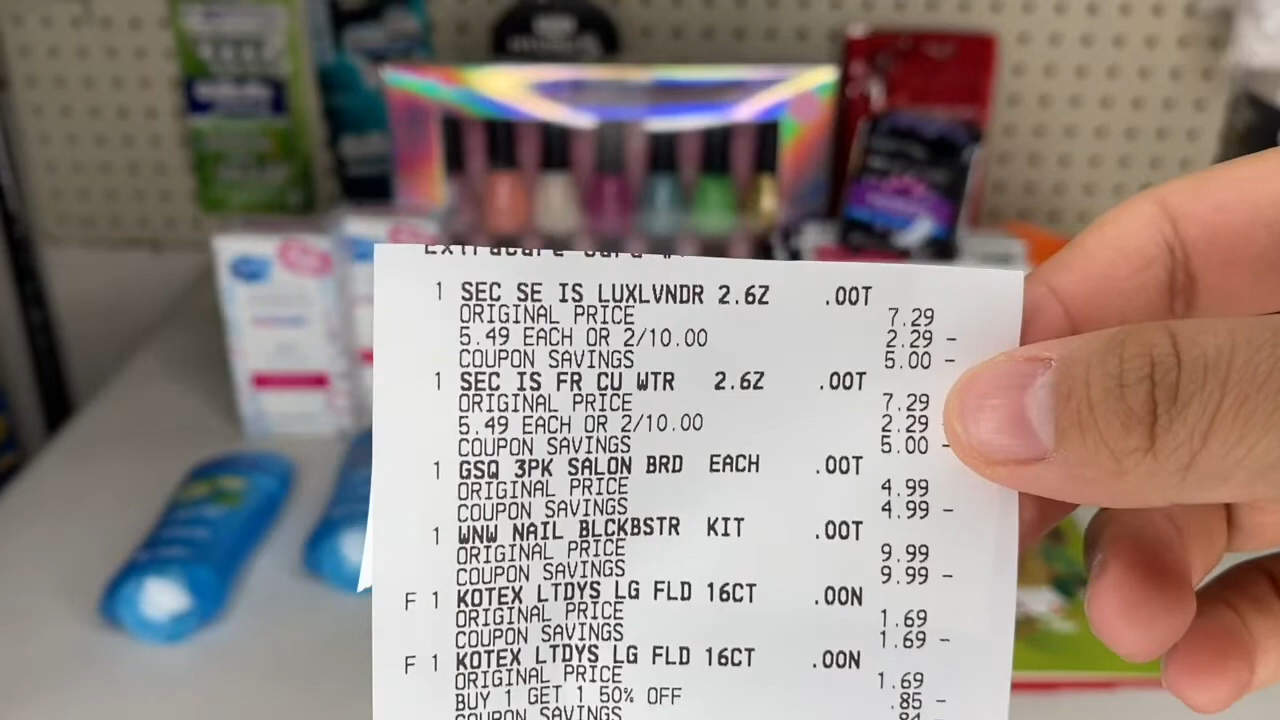 1 SEC SE IS LUXLVNDR 2.6Z .00T
ORIGINAL PRICE 7.29
5.49 EACH OR 2/10.00 2.29 -
COUPON SAVINGS 5.00 -
1 SEC IS FR CU WTR 2.6Z .00T
ORIGINAL PRICE 7.29
5.49 EACH OR 2/10.00 2.29
COUPON SAVINGS 5.00 -
1 GSQ 3PK SALON BRD EACH .00T
ORIGINAL PRICE 4.99
COUPON SAVINGS 4.99 -
1 WNW NAIL BLCKBSTR KIT .00T
ORIGINAL PRICE 9.99
COUPON SAVINGS 9.99 -
F 1 KOTEX LTDYS LG FLD 16CT .00N
ORIGINAL PRICE 1.69
COUPON SAVINGS 1.69 -
F 1 KOTEX LTDYS LG FLD 16CT .00N
ORIGINAL PRICE 1.69
BUY 1 GET 1 50% OFF .85 -
COUPON SAVINGS